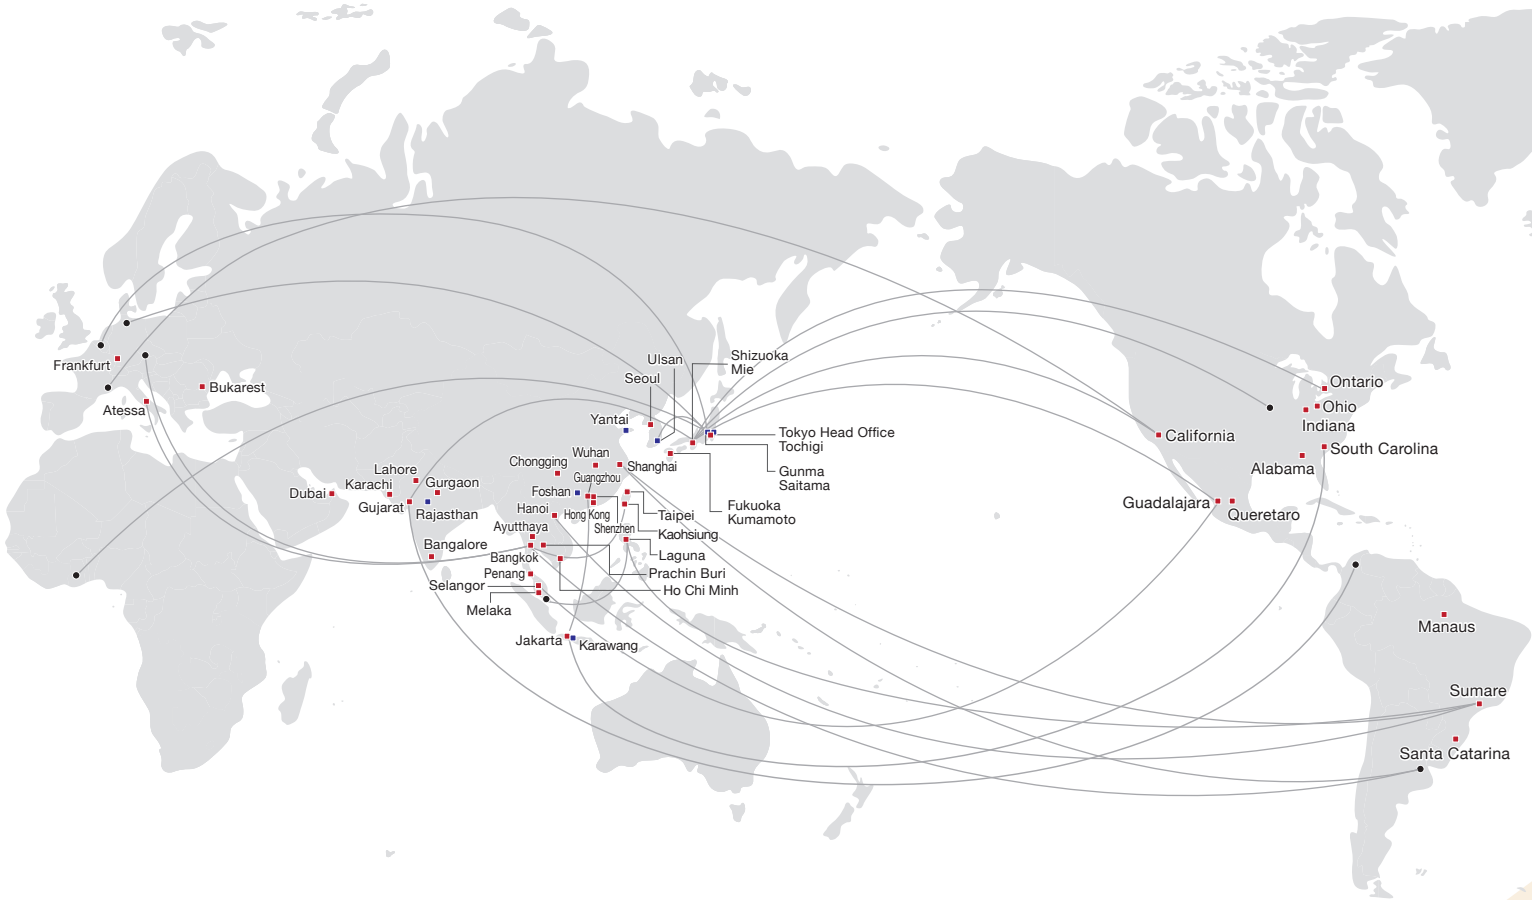 Frankfurt
Bukarest
Atessa
Dubai
Lahore
Karachi
Gujarat
Gurgaon
Rajasthan
Bangalore
Ulsan
Seoul
Yantai
Shizuoka
Mie
Tokyo Head Office
Tochigi
Gunma
Saitama
Fukuoka
Kumamoto
Wuhan
Chongging
Shanghai
Guangzhou
Foshan
Hanoi
Hong Kong
Shenzhen
Taipei
Kaohsiung
Ayutthaya
Bangkok
Laguna
Penang
Prachin Buri
Selangor
Ho Chi Minh
Melaka
Jakarta
Karawang
Ontario
Ohio
Indiana
California
South Carolina
Alabama
Guadalajara
Queretaro
Manaus
Sumare
Santa Catarina